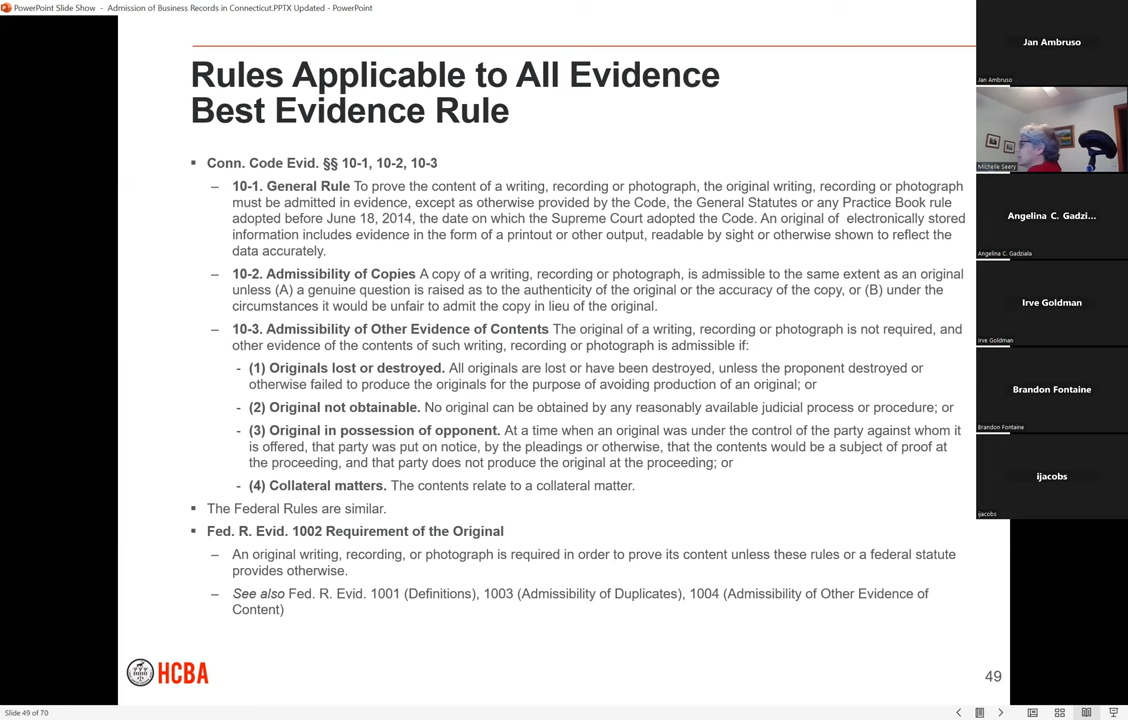 PowerPoint Slide Show - Admission of Business Records in Connecticut.PPTX Updated - PowerPoint
Rules Applicable to All Evidence
Best Evidence Rule
▪ Conn. Code Evid. §§ 10-1, 10-2, 10-3
– 10-1. General Rule To prove the content of a writing, recording or photograph, the original writing, recording or photograph
must be admitted in evidence, except as otherwise provided by the Code, the General Statutes or any Practice Book rule
adopted before June 18, 2014, the date on which the Supreme Court adopted the Code. An original of electronically stored
information includes evidence in the form of a printout or other output, readable by sight or otherwise shown to reflect the
data accurately.
– 10-2. Admissibility of Copies A copy of a writing, recording or photograph, is admissible to the same extent as an original
unless (A) a genuine question is raised as to the authenticity of the original or the accuracy of the copy, or (B) under the
circumstances it would be unfair to admit the copy in lieu of the original.
– 10-3. Admissibility of Other Evidence of Contents The original of a writing, recording or photograph is not required, and
other evidence of the contents of such writing, recording or photograph is admissible if:
- (1) Originals lost or destroyed. All originals are lost or have been destroyed, unless the proponent destroyed or
otherwise failed to produce the originals for the purpose of avoiding production of an original; or
- (2) Original not obtainable. No original can be obtained by any reasonably available judicial process or procedure; or
- (3) Original in possession of opponent. At a time when an original was under the control of the party against whom it
is offered, that party was put on notice, by the pleadings or otherwise, that the contents would be a subject of proof at
the proceeding, and that party does not produce the original at the proceeding; or
- (4) Collateral matters. The contents relate to a collateral matter.
▪ The Federal Rules are similar.
▪ Fed. R. Evid. 1002 Requirement of the Original
– An original writing, recording, or photograph is required in order to prove its content unless these rules or a federal statute
provides otherwise.
– See also Fed. R. Evid. 1001 (Definitions), 1003 (Admissibility of Duplicates), 1004 (Admissibility of Other Evidence of
Content)
HCBA
49
Slide 49 of 70
Jan Ambruso
Jan Ambruso
Michelle Seery
Angelina C. Gadzi...
Angelina C. Gadziala
Irve Goldman
Irve Goldman
Brandon Fontaine
Brandon Fontaine
ijacobs
ijacobs